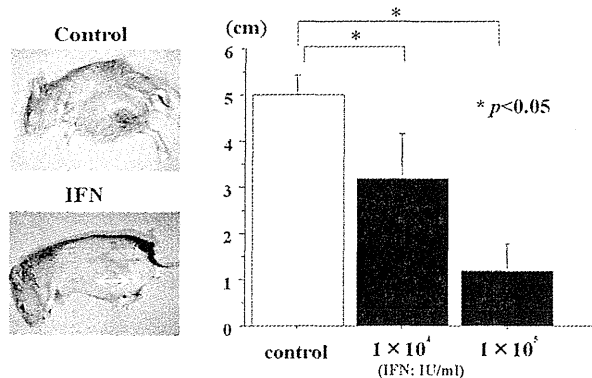 Control
IFN
(cm)
6
5
4
3
2
1
0
*
*
* p<0.05
control
1 × 10⁴
1 × 10⁵
(IFN: IU/ml)